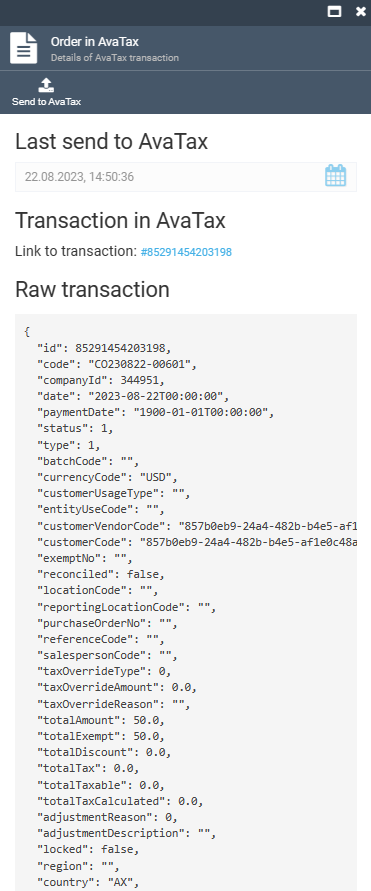 Order in AvaTax
Details of AvaTax transaction
Send to AvaTax
Last send to AvaTax
22.08.2023, 14:50:36
Transaction in AvaTax
Link to transaction: #85291454203198
Raw transaction
{
"id": 85291454203198,
"code": "CO230822-00601",
"companyId": 344951,
"date": "2023-08-22T00:00:00",
"paymentDate": "1900-01-01T00:00:00",
"status": 1,
"type": 1,
"batchCode": "",
"currencyCode": "USD",
"customerUsageType": "",
"entityUseCode": "",
"customerVendorCode": "857b0eb9-24a4-482b-b4e5-af1
"customerCode": "857b0eb9-24a4-482b-b4e5-af1e0c48a
"exemptNo": "",
"reconciled": false,
"locationCode": "",
"reportingLocationCode": "",
"purchaseOrderNo": "",
"referenceCode": "",
"salespersonCode": "",
"taxOverrideType": 0,
"taxOverrideAmount": 0.0,
"taxOverrideReason": "",
"totalAmount": 50.0,
"totalExempt": 50.0,
"totalDiscount": 0.0,
"totalTax": 0.0,
"totalTaxable": 0.0,
"totalTaxCalculated": 0.0,
"adjustmentReason": 0,
"adjustmentDescription": "",
"locked": false,
"region": "",
"country": "AX",